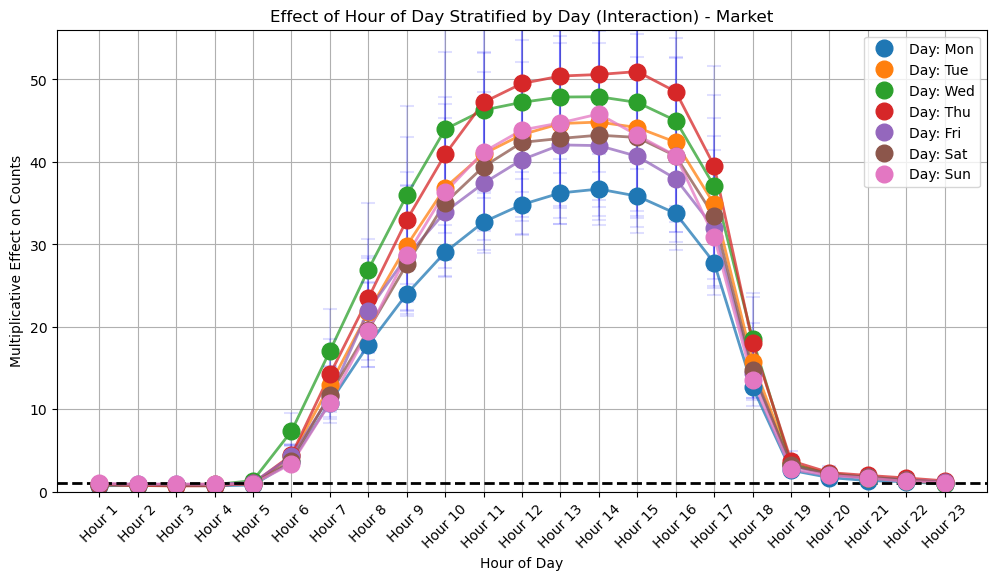 Effect of Hour of Day Stratified by Day (Interaction) - Market
Multiplicative Effect on Counts
50
40
30
20
10
0
Day: Mon
Day: Tue
Day: Wed
Day: Thu
Day: Fri
Day: Sat
Day: Sun
Hour 1
Hour 2
Hour 3
Hour 4
Hour 5
Hour 6
Hour 7
Hour 8
Hour 9
Hour 10
Hour 11
Hour 12
Hour 13
Hour 14
Hour 15
Hour 16
Hour 17
Hour 18
Hour 19
Hour 20
Hour 21
Hour 22
Hour 23
Hour of Day